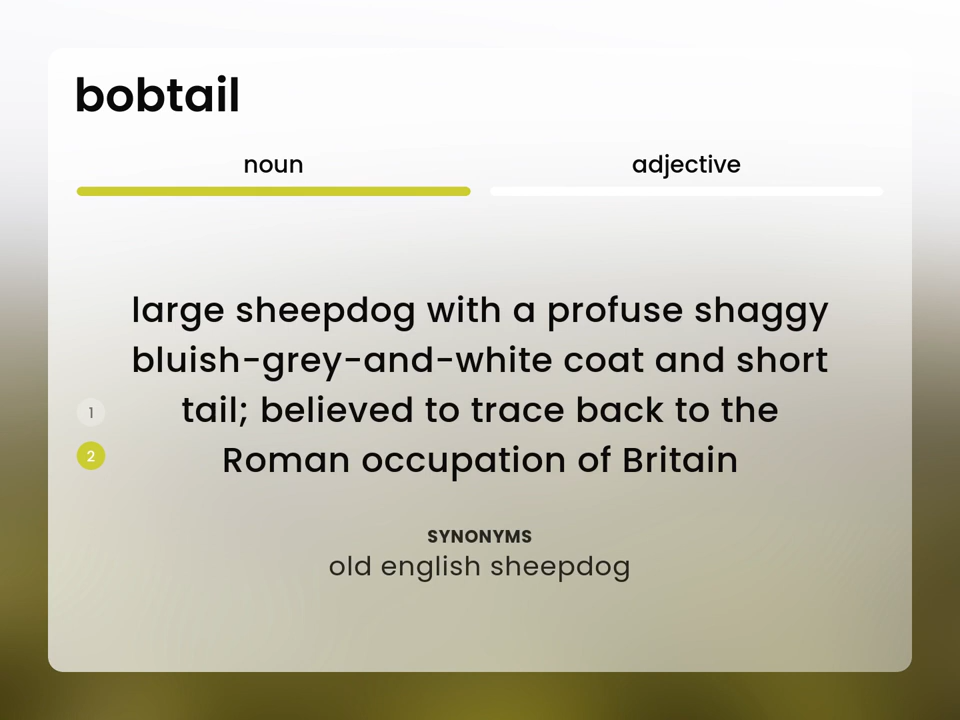 bobtail
noun
adjective
large sheepdog with a profuse shaggy
bluish-grey-and-white coat and short
tail; believed to trace back to the
Roman occupation of Britain
1
2
SYNONYMS
old english sheepdog